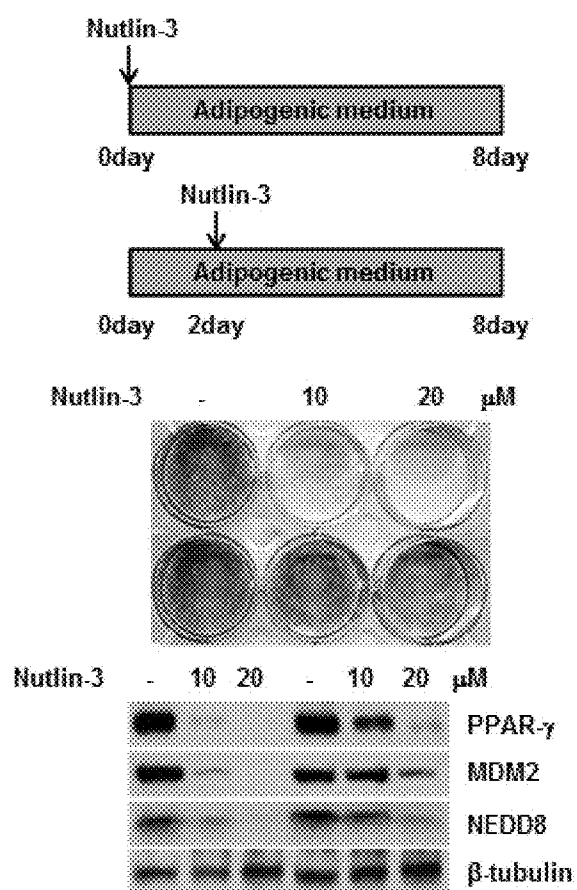 Nutlin-3
Adipogenic medium
0day 8day
Nutlin-3
Adipogenic medium
0day 2day 8day
Nutlin-3 - 10 20 μM
Nutlin-3 - 10 20 - 10 20 μM
PPAR-γ
MDM2
NEDD8
β-tubulin